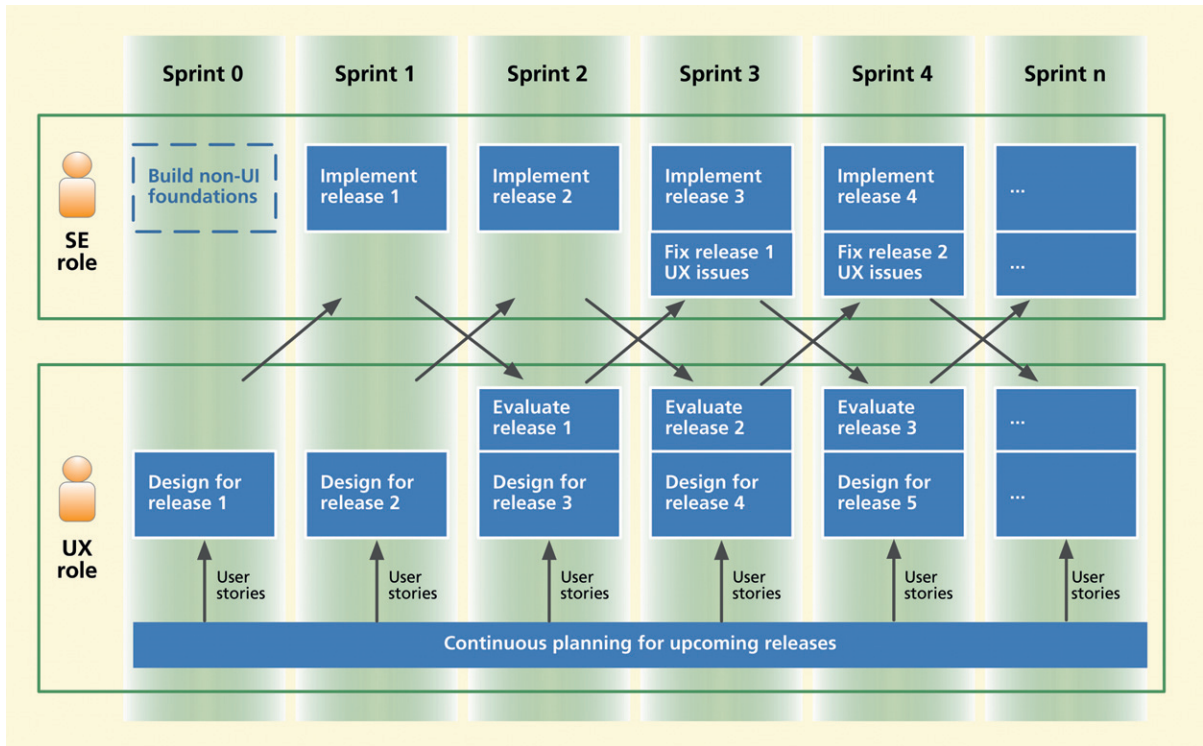 Sprint 0
Sprint 1
Sprint 2
Sprint 3
Sprint 4
Sprint n
SE
role
Build non-UI
foundations
Implement
release 1
Implement
release 2
Implement
release 3
Implement
release 4
...
Fix release 1
UX issues
Fix release 2
UX issues
...
UX
role
Evaluate
release 1
Evaluate
release 2
Evaluate
release 3
...
Design for
release 1
Design for
release 2
Design for
release 3
Design for
release 4
Design for
release 5
...
User
stories
User
stories
User
stories
User
stories
User
stories
User
stories
Continuous planning for upcoming releases